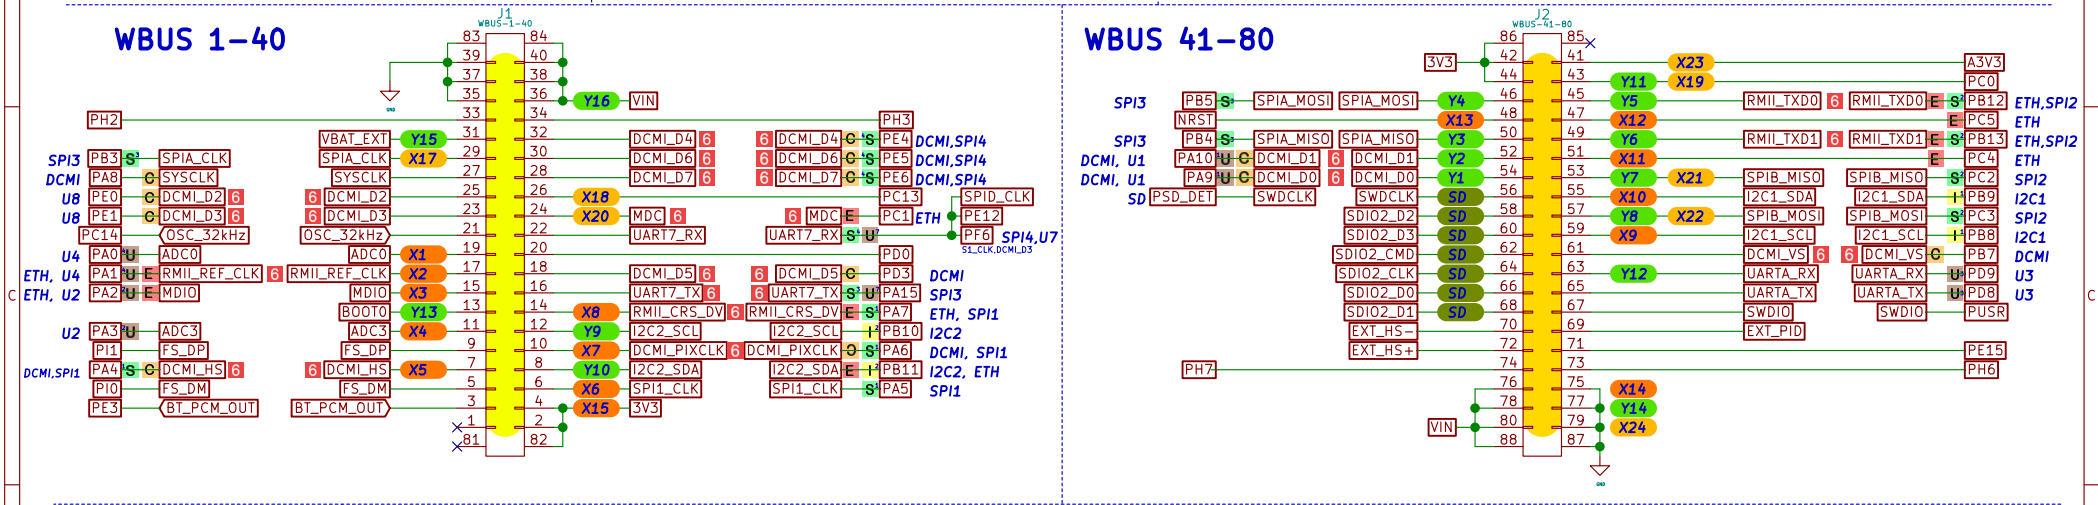 J1
WBUS-1-40
WBUS 1-40
83 84
39 40
37 38
35 36 Y16 VIN
GND
PH2 33 34 PH3
VBAT_EXT Y15 31 32 DCMI_D4 6 6 DCMI_D4 C S PE4 DCMI,SPI4
SPI3 PB3 S SPIA_CLK SPIA_CLK X17 29 30 DCMI_D6 6 6 DCMI_D6 C S PE5 DCMI,SPI4
DCMI PA8 C SYSCLK SYSCLK 27 28 DCMI_D7 6 6 DCMI_D7 C S PE6 DCMI,SPI4
U8 PE0 C DCMI_D2 6 6 DCMI_D2 25 26 X18 PC13 SPID_CLK
U8 PE1 C DCMI_D3 6 6 DCMI_D3 23 24 X20 MDC 6 6 MDC E PC1 ETH PE12
PC14 OSC_32kHz OSC_32kHz 21 22 UART7_RX UART7_RX S U PF6 SPI4,U7
S1_CLK,DCMI_D3
U4 PA0 U ADC0 ADC0 X1 19 20 PD0
ETH, U4 PA1 U E RMII_REF_CLK 6 RMII_REF_CLK X2 17 18 DCMI_D5 6 6 DCMI_D5 C PD3 DCMI
ETH, U2 PA2 U E MDIO MDIO X3 15 16 UART7_TX 6 6 UART7_TX S U PA15 SPI3
BOOT0 Y13 13 14 X8 RMII_CRS_DV 6 RMII_CRS_DV E S PA7 ETH, SPI1
U2 PA3 U ADC3 ADC3 X4 11 12 Y9 I2C2_SCL I2C2_SCL I PB10 I2C2
PI1 FS_DP FS_DP 9 10 X7 DCMI_PIXCLK 6 DCMI_PIXCLK C S PA6 DCMI, SPI1
DCMI,SPI1 PA4 S C DCMI_HS 6 6 DCMI_HS X5 7 8 Y10 I2C2_SDA I2C2_SDA E I PB11 I2C2, ETH
PI0 FS_DM FS_DM 5 6 X6 SPI1_CLK SPI1_CLK S PA5 SPI1
PE3 BT_PCM_OUT BT_PCM_OUT 3 4 X15 3V3
1 2
81 82
J2
WBUS-41-80
WBUS 41-80
86 85
3V3 42 41 X23 A3V3
44 43 Y11 X19 PC0
SPI3 PB5 S SPIA_MOSI SPIA_MOSI Y4 46 45 Y5 RMII_TXD0 6 RMII_TXD0 E S PB12 ETH,SPI2
NRST X13 48 47 X12 E PC5 ETH
SPI3 PB4 S SPIA_MISO SPIA_MISO Y3 50 49 Y6 RMII_TXD1 6 RMII_TXD1 E S PB13 ETH,SPI2
DCMI, U1 PA10 U C DCMI_D1 6 DCMI_D1 Y2 52 51 X11 E PC4 ETH
DCMI, U1 PA9 U C DCMI_D0 6 DCMI_D0 Y1 54 53 Y7 X21 SPIB_MISO SPIB_MISO S PC2 SPI2
SD PSD_DET SWDCLK SWDCLK SD 56 55 X10 I2C1_SDA I2C1_SDA I PB9 I2C1
SDIO2_D2 SD 58 57 Y8 X22 SPIB_MOSI SPIB_MOSI S PC3 SPI2
SDIO2_D3 SD 60 59 X9 I2C1_SCL I2C1_SCL I PB8 I2C1
SDIO2_CMD SD 62 61 DCMI_VS 6 6 DCMI_VS C PB7 DCMI
SDIO2_CLK SD 64 63 Y12 UARTA_RX UARTA_RX U PD9 U3
SDIO2_D0 SD 66 65 UARTA_TX UARTA_TX U PD8 U3
SDIO2_D1 SD 68 67 SWDIO SWDIO PUSR
EXT_HS- 70 69 EXT_PID
EXT_HS+ 72 71 PE15
PH7 74 73 PH6
76 75 X14
78 77 Y14
VIN 80 79 X24
88 87
GND
C C